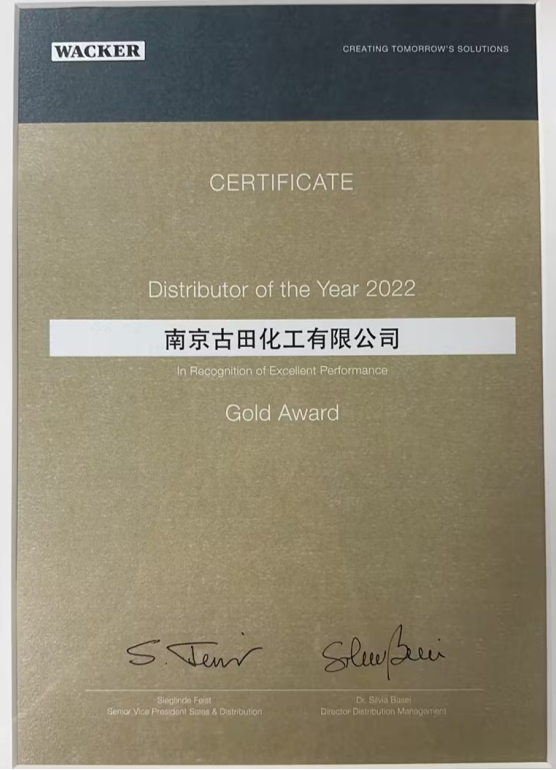 WACKER
CREATING TOMORROW'S SOLUTIONS
CERTIFICATE
Distributor of the Year 2022
南京古田化工有限公司
In Recognition of Excellent Performance
Gold Award
Sieglinde Feist
Senior Vice President Sales & Distribution
Dr. Silvia Basei
Director Distribution Management